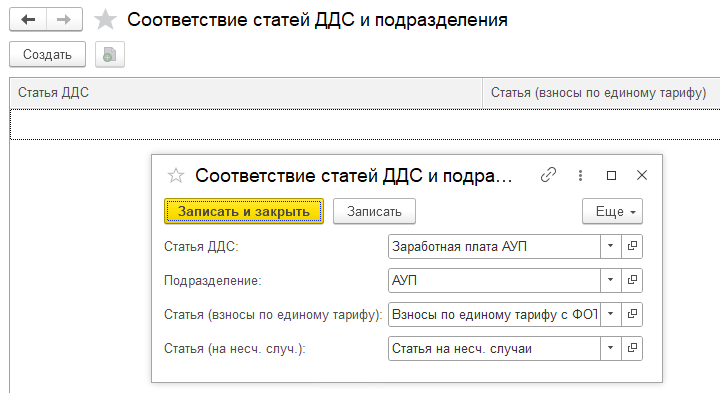 Соответствие статей ДДС и подразделения
Создать
Статья ДДС Статья (взносы по единому тарифу)
Соответствие статей ДДС и подра...
Записать и закрыть Записать Еще
Статья ДДС: Заработная плата АУП
Подразделение: АУП
Статья (взносы по единому тарифу): Взносы по единому тарифу с ФОТ
Статья (на несч. случ.): Статья на несч. случаи